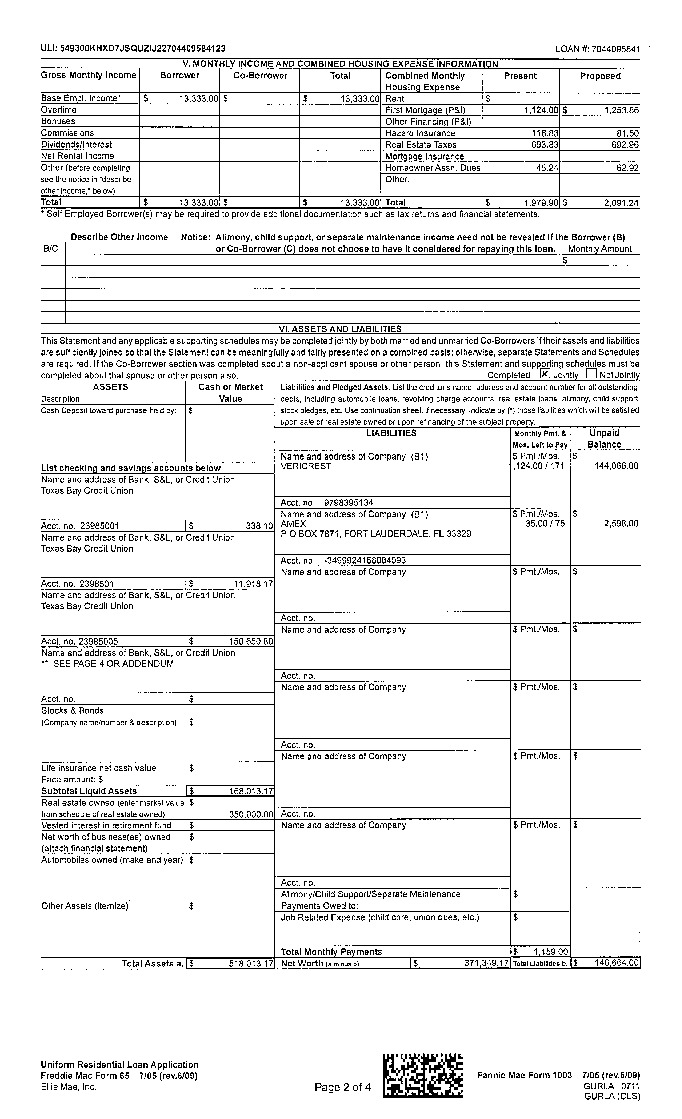 ULI: 549300KHXD7JSQUZIJ22704409584123 LOAN #: 7044095841
V. MONTHLY INCOME AND COMBINED HOUSING EXPENSE INFORMATION
Gross Monthly Income Borrower Co-Borrower Total Combined Monthly Housing Expense Present Proposed
Base Empl. Income* $ 13,333.00 $ $ 13,333.00 Rent $
Overtime First Mortgage (P&I) 1,124.00 $ 1,253.86
Bonuses Other Financing (P&I)
Commissions Hazard Insurance 116.83 81.50
Dividends/Interest Real Estate Taxes 693.83 692.96
Net Rental Income Mortgage Insurance
Other (before completing Homeowner Assn. Dues 45.24 62.92
see the notice in "describe Other:
other income," below)
Total $ 13,333.00 $ $ 13,333.00 Total $ 1,979.90 $ 2,091.24
* Self Employed Borrower(s) may be required to provide additional documentation such as tax returns and financial statements.
Describe Other Income Notice: Alimony, child support, or separate maintenance income need not be revealed if the Borrower (B)
B/C or Co-Borrower (C) does not choose to have it considered for repaying this loan. Monthly Amount
$
VI. ASSETS AND LIABILITIES
This Statement and any applicable supporting schedules may be completed jointly by both married and unmarried Co-Borrowers if their assets and liabilities
are sufficiently joined so that the Statement can be meaningfully and fairly presented on a combined basis; otherwise, separate Statements and Schedules
are required. If the Co-Borrower section was completed about a non-applicant spouse or other person, this Statement and supporting schedules must be
completed about that spouse or other person also. Completed X Jointly Not Jointly
ASSETS Cash or Market Value
Description
Cash Deposit toward purchase held by: $
List checking and savings accounts below
Name and address of Bank, S&L, or Credit Union
Texas Bay Credit Union
Acct. no. 23985001 $ 338.10
Name and address of Bank, S&L, or Credit Union
Texas Bay Credit Union
Acct. no. 2398501 $ 11,918.17
Name and address of Bank, S&L, or Credit Union
Texas Bay Credit Union
Acct. no. 23985005 $
Name and address of Bank, S&L, or Credit Union
** SEE PAGE 4 OR ADDENDUM
Acct. no. $
Stocks & Bonds
(Company name/number & description) $
Life insurance net cash value $
Face amount: $
Subtotal Liquid Assets $ 168,013.17
Real estate owned (enter market value $
from schedule of real estate owned) 350,000.00
Vested interest in retirement fund $
Net worth of business(es) owned $
(attach financial statement)
Automobiles owned (make and year) $
Other Assets (itemize) $
Total Assets a. $ 518,013.17
Liabilities and Pledged Assets. List the creditor's name, address and account number for all outstanding
debts, including automobile loans, revolving charge accounts, real estate loans, alimony, child support,
stock pledges, etc. Use continuation sheet, if necessary. Indicate by (*) those liabilities which will be satisfied
upon sale of real estate owned or upon refinancing of the subject property.
LIABILITIES Monthly Pmt. & Mos. Left to Pay Unpaid Balance
Name and address of Company (B1) $ Pmt./Mos. $
VERICREST ,124.00 / 171 144,066.00
Acct. no. 9798395134
Name and address of Company (B1) $ Pmt./Mos. $
AMEX 35.00 / 75 2,598.00
P O BOX 7871, FORT LAUDERDALE, FL 33329
Acct. no. -3499924166084593
Name and address of Company $ Pmt./Mos. $
Acct. no.
Name and address of Company $ Pmt./Mos. $
Acct. no.
Name and address of Company $ Pmt./Mos. $
Acct. no.
Name and address of Company $ Pmt./Mos. $
Acct. no.
Name and address of Company $ Pmt./Mos. $
Acct. no.
Alimony/Child Support/Separate Maintenance $
Payments Owed to:
Job Related Expense (child care, union dues, etc.) $
Total Monthly Payments $ 1,159.00
Net Worth (a minus b) $ 371,349.17 Total Liabilities b. $ 146,664.00
Uniform Residential Loan Application
Freddie Mac Form 65 7/05 (rev.6/09)
Ellie Mae, Inc.
Page 2 of 4
Fannie Mae Form 1003 7/05 (rev.6/09)
GURLA 0711
GURLA (CLS)